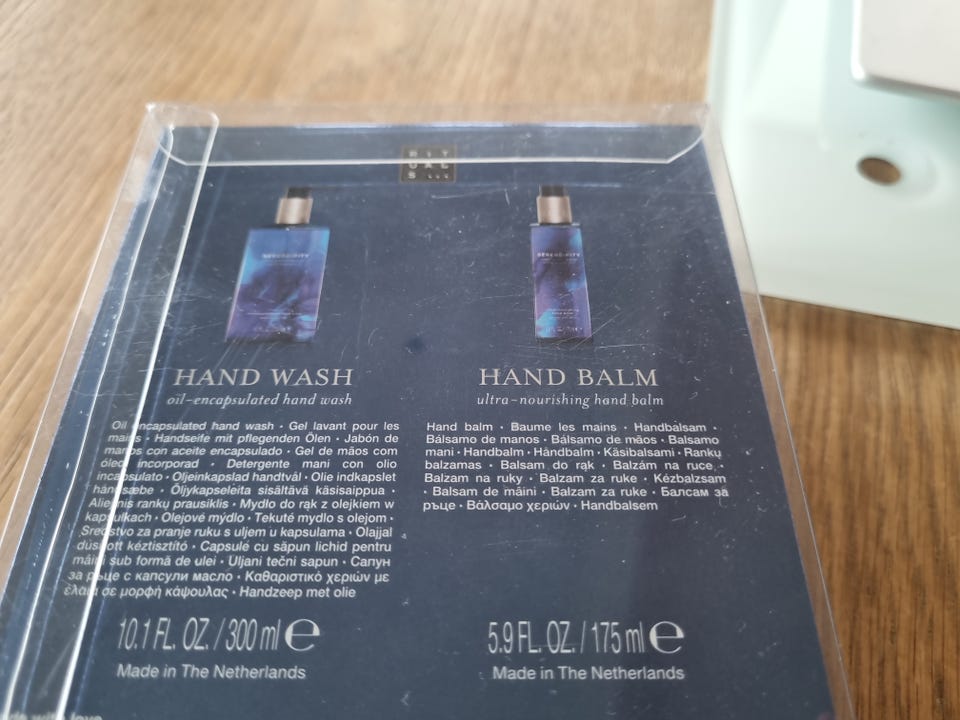 RIT
UALS
S...
SERENDIPITY
SERENDIPITY
HAND WASH
oil-encapsulated hand wash
Oil encapsulated hand wash · Gel lavant pour les
mains · Handseife mit pflegenden Ölen · Jabón de
manos con aceite encapsulado · Gel de mãos com
óleo incorporad · Detergente mani con olio
incapsulato · Oljeinkapslad handtvål · Olie indkapslet
håndsæbe · Öljykapseleita sisältävä käsisaippua ·
Aliejinis rankų prausiklis · Mydło do rąk z olejkiem w
kapsułkach · Olejové mýdlo · Tekuté mydlo s olejom ·
Sredstvo za pranje ruku s uljem u kapsulama · Olajjal
dúsított kéztisztító · Capsule cu săpun lichid pentru
mâini sub formă de ulei · Uljani tečni sapun · Сапун
за ръце с капсули масло · Καθαριστικό χεριών με
έλαια σε μορφή κάψουλας · Handzeep met olie
10.1 FL. OZ. / 300 ml e
Made in The Netherlands
HAND BALM
ultra-nourishing hand balm
Hand balm · Baume les mains · Handbalsam ·
Bálsamo de manos · Bálsamo de mãos · Balsamo
mani · Handbalm · Håndbalm · Käsibalsami · Rankų
balzamas · Balsam do rąk · Balzám na ruce
Balzam na ruky · Balzam za ruke · Kézbalzsam
· Balsam de mâini · Balzam za ruke · Балсам за
ръце · Βάλσαμο χεριών · Handbalsem
5.9 FL. OZ. / 175 ml e
Made in The Netherlands
with love